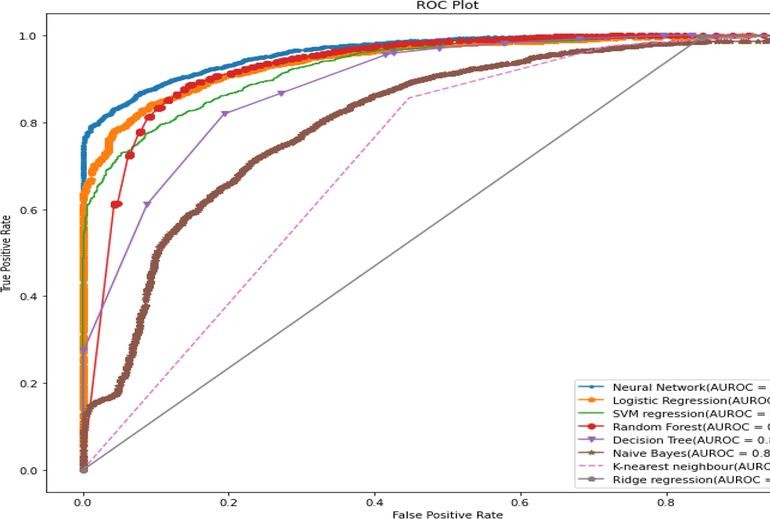 ROC Plot
1.0
0.8
0.6
0.4
0.2
0.0
True Positive Rate
Neural Network(AUROC =
Logistic Regression(AUROC
SVM regression(AUROC =
Random Forest(AUROC = 0
Decision Tree(AUROC = 0.
Naive Bayes(AUROC = 0.8
K-nearest neighbour(AUROC
Ridge regression(AUROC =
0.0 0.2 0.4 0.6 0.8
False Positive Rate